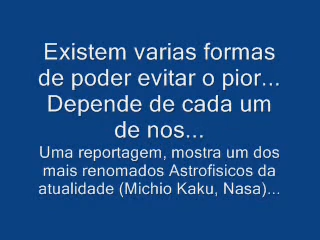 Existem varias formas
de poder evitar o pior...
Depende de cada um
de nos...
Uma reportagem, mostra um dos
mais renomados Astrofisicos da
atualidade (Michio Kaku, Nasa)...